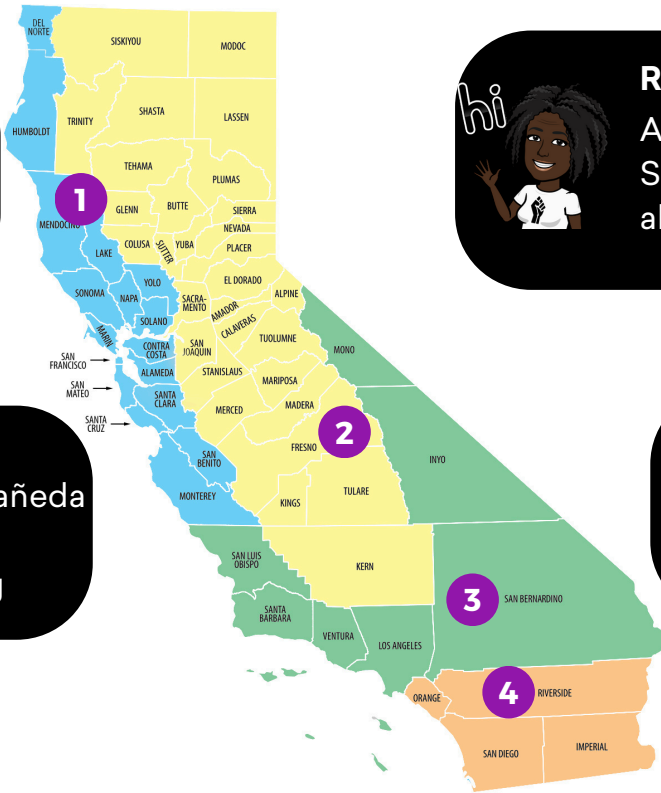 DEL
NORTE
SISKIYOU
MODOC
HUMBOLDT
TRINITY
SHASTA
LASSEN
TEHAMA
PLUMAS
1
MENDOCINO
GLENN
BUTTE
SIERRA
NEVADA
COLUSA
SUTTER
YUBA
PLACER
LAKE
SONOMA
NAPA
YOLO
EL DORADO
SACRA-
MENTO
AMADOR
ALPINE
SOLANO
CALAVERAS
MARIN
CONTRA
COSTA
SAN
JOAQUIN
TUOLUMNE
MONO
SAN
FRANCISCO
ALAMEDA
STANISLAUS
MARIPOSA
SAN
MATEO
SANTA
CLARA
MERCED
MADERA
SANTA
CRUZ
2
FRESNO
SAN
BENITO
INYO
MONTEREY
KINGS
TULARE
SAN LUIS
OBISPO
KERN
3
SAN BERNARDINO
SANTA
BARBARA
VENTURA
LOS ANGELES
ORANGE
4
RIVERSIDE
SAN DIEGO
IMPERIAL
hi
R
A
S